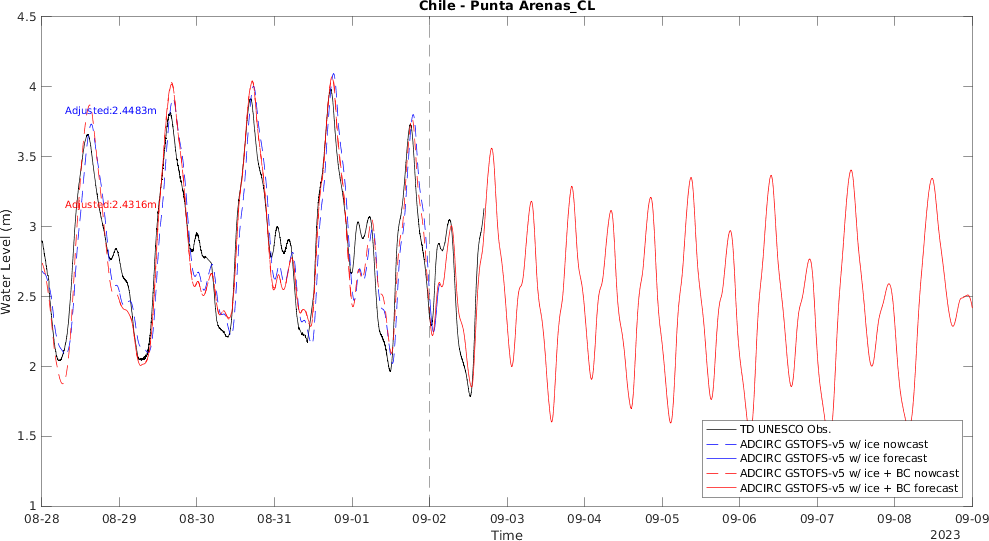 Chile - Punta Arenas_CL
4.5
4
3.5
3
2.5
2
1.5
1
Water Level (m)
Adjusted:2.4483m
Adjusted:2.4316m
TD UNESCO Obs.
ADCIRC GSTOFS-v5 w/ ice nowcast
ADCIRC GSTOFS-v5 w/ ice forecast
ADCIRC GSTOFS-v5 w/ ice + BC nowcast
ADCIRC GSTOFS-v5 w/ ice + BC forecast
08-28 08-29 08-30 08-31 09-01 09-02 09-03 09-04 09-05 09-06 09-07 09-08 09-09
Time
2023